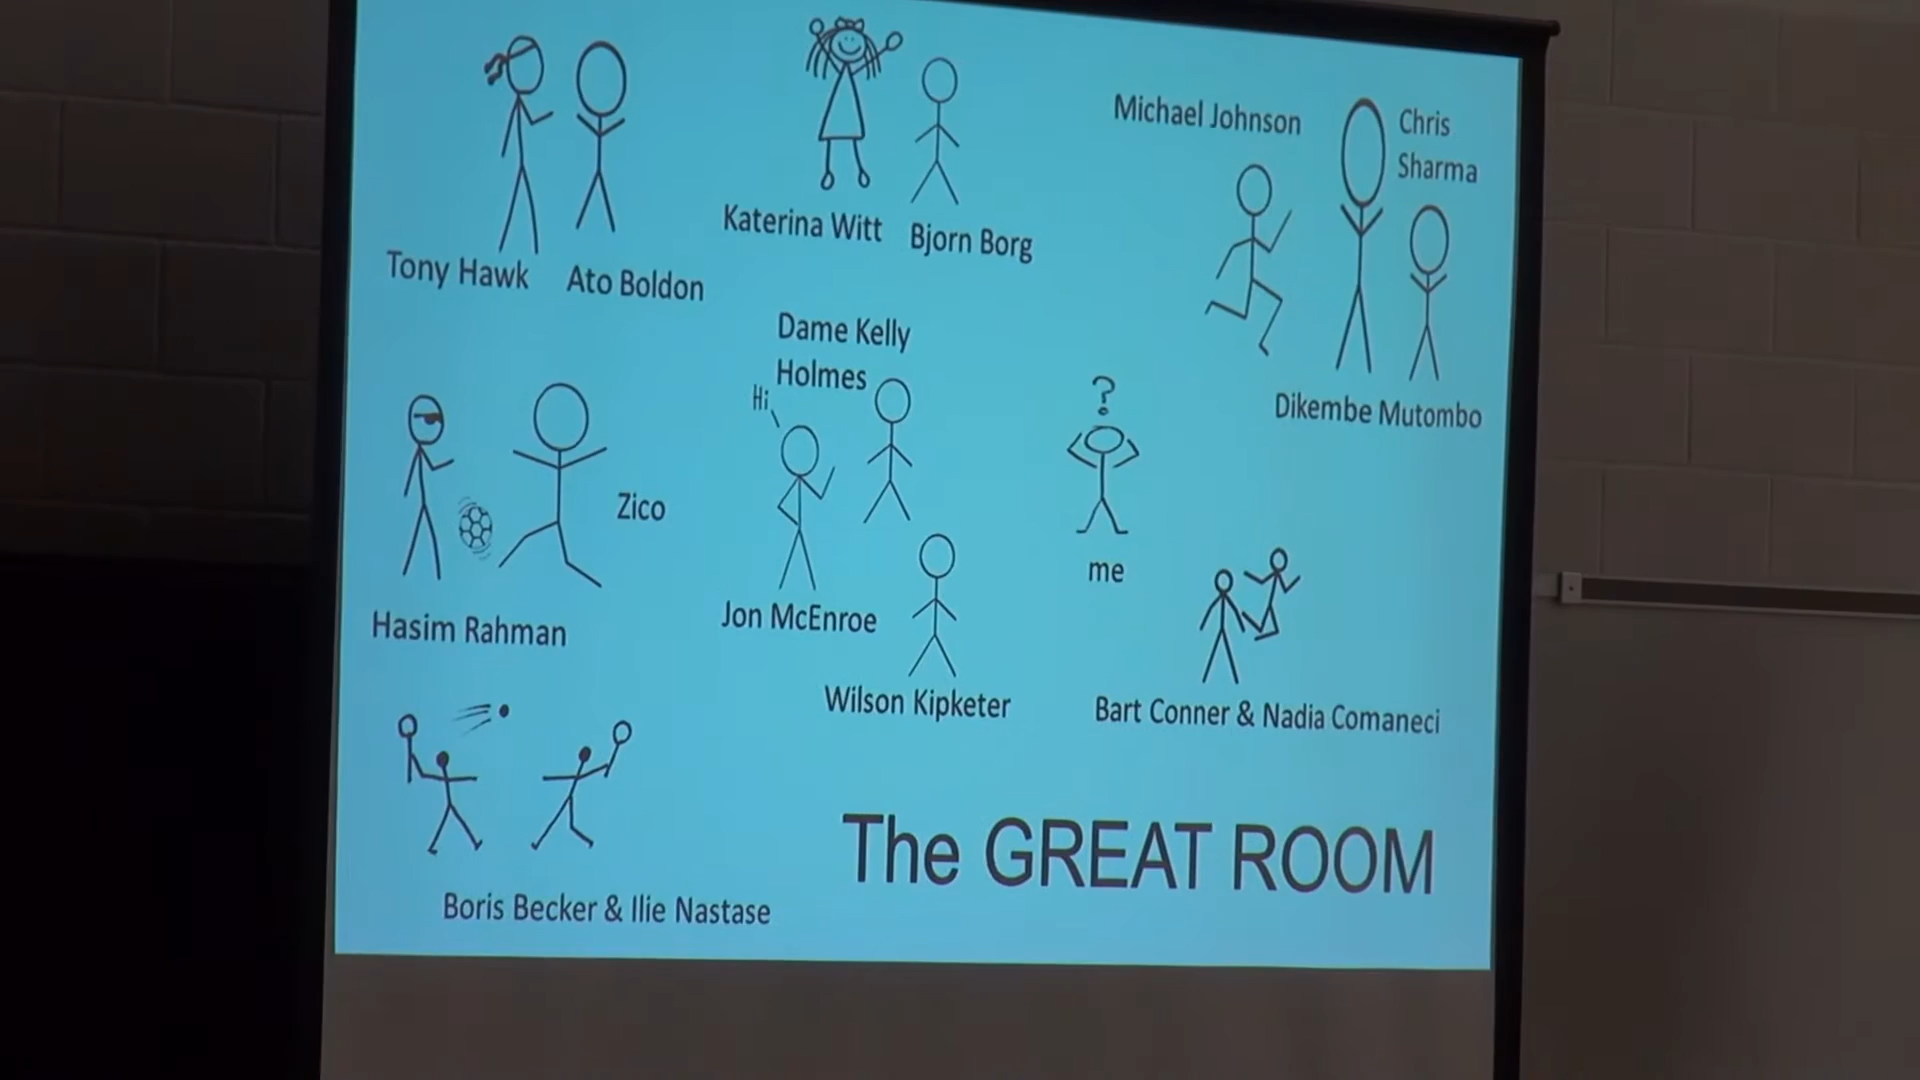 Michael Johnson
Chris
Sharma
Katerina Witt
Bjorn Borg
Tony Hawk
Ato Boldon
Dame Kelly
Holmes
Hi
?
Dikembe Mutombo
Zico
me
Hasim Rahman
Jon McEnroe
Wilson Kipketer
Bart Conner & Nadia Comaneci
The GREAT ROOM
Boris Becker & Ilie Nastase